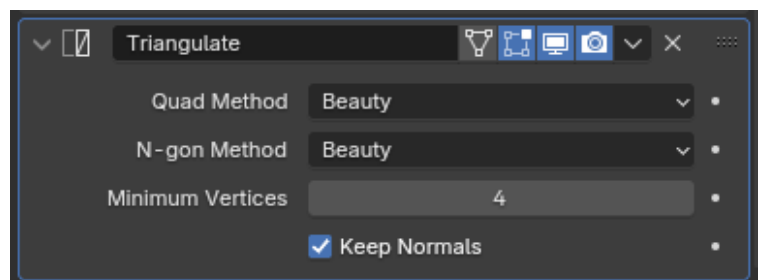 Triangulate
Quad Method Beauty
N-gon Method Beauty
Minimum Vertices 4
Keep Normals